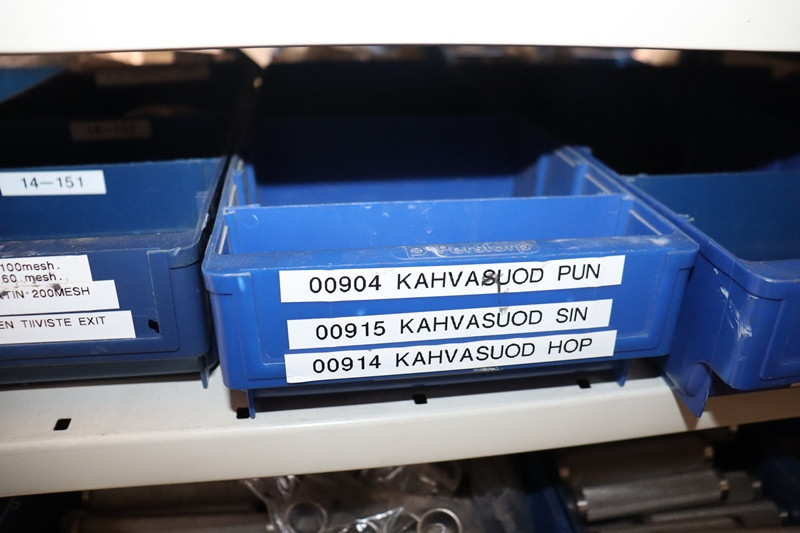 14-151
100mesh.
60 mesh.
TIN 200MESH
EN TIIVISTE EXIT
Perstorp
00904 KAHVASUOD PUN
00915 KAHVASUOD SIN
00914 KAHVASUOD HOP